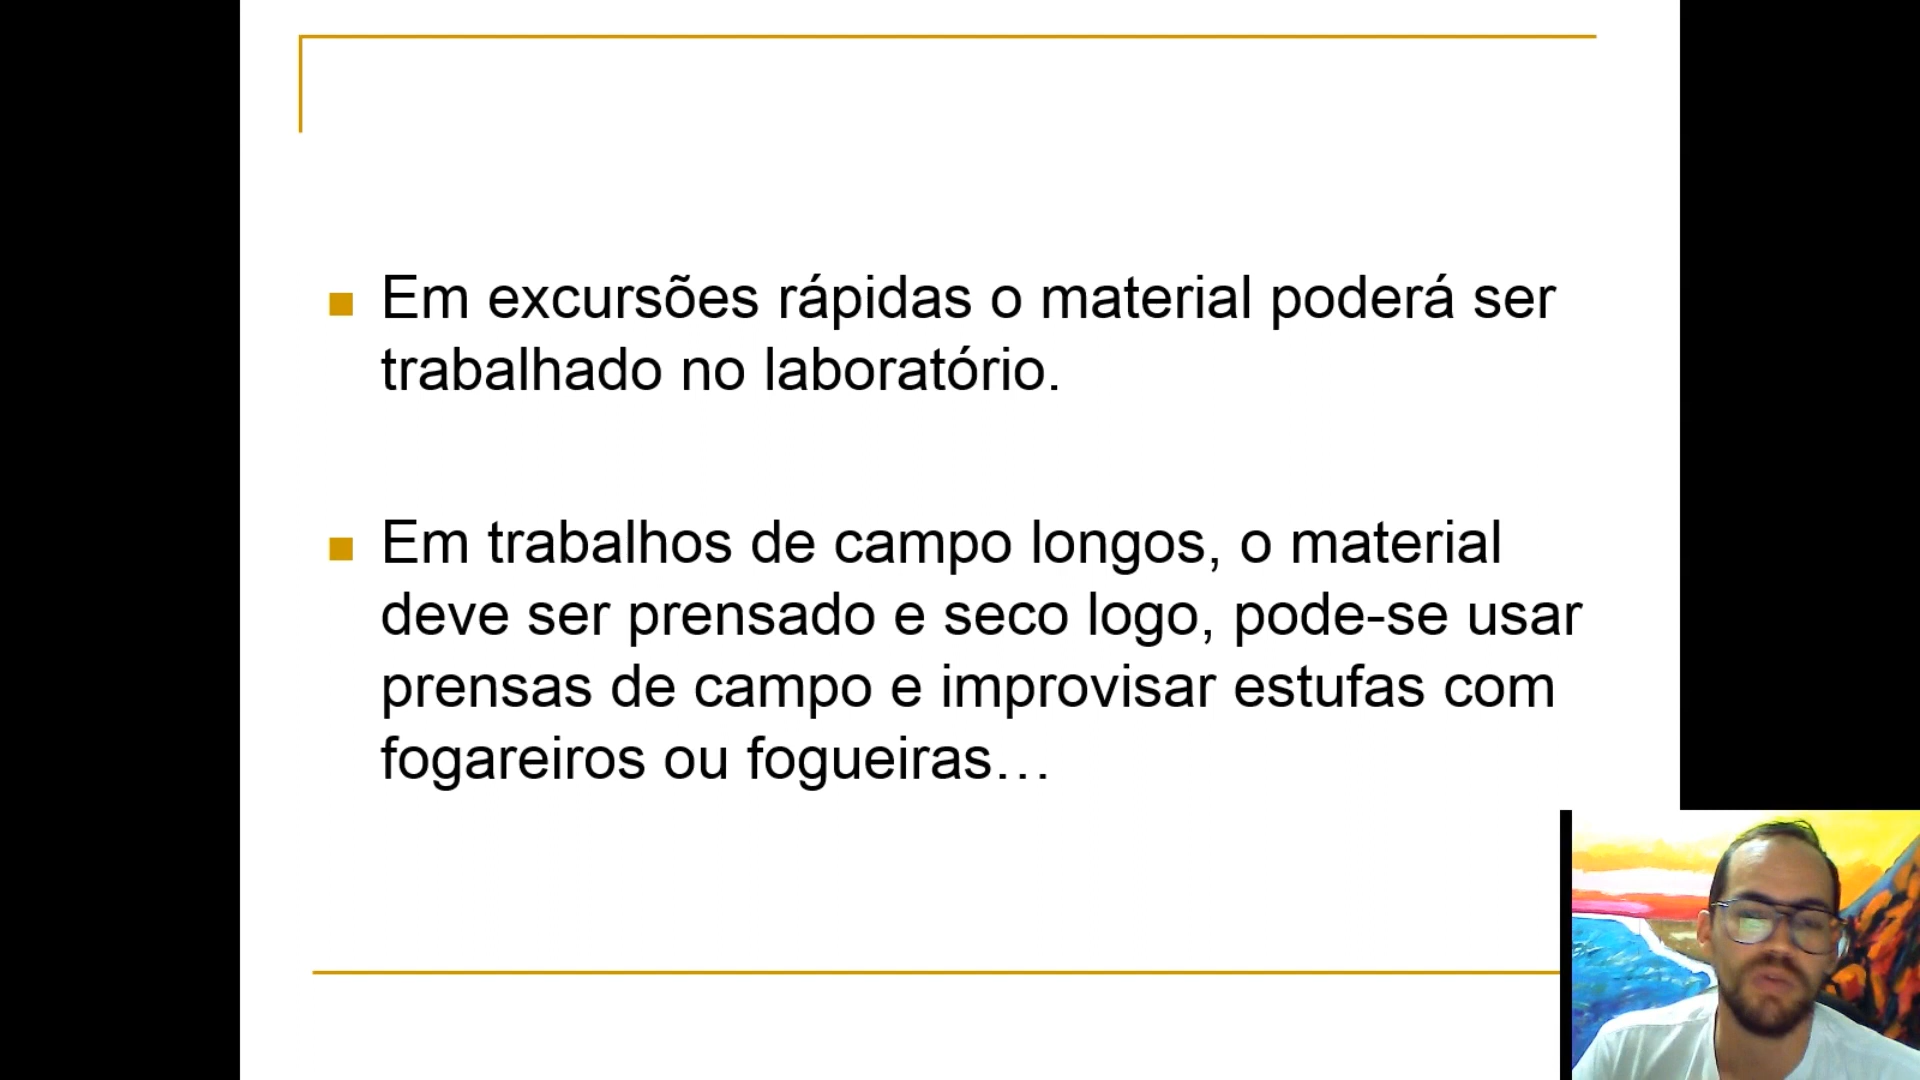 Em excursões rápidas o material poderá ser
trabalhado no laboratório.
Em trabalhos de campo longos, o material
deve ser prensado e seco logo, pode-se usar
prensas de campo e improvisar estufas com
fogareiros ou fogueiras…